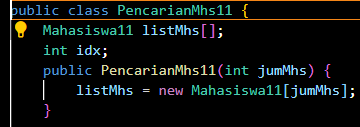 public class PencarianMhs11 {
    Mahasiswa11 listMhs[];
    int idx;
    public PencarianMhs11(int jumMhs) {
        listMhs = new Mahasiswa11[jumMhs];
    }